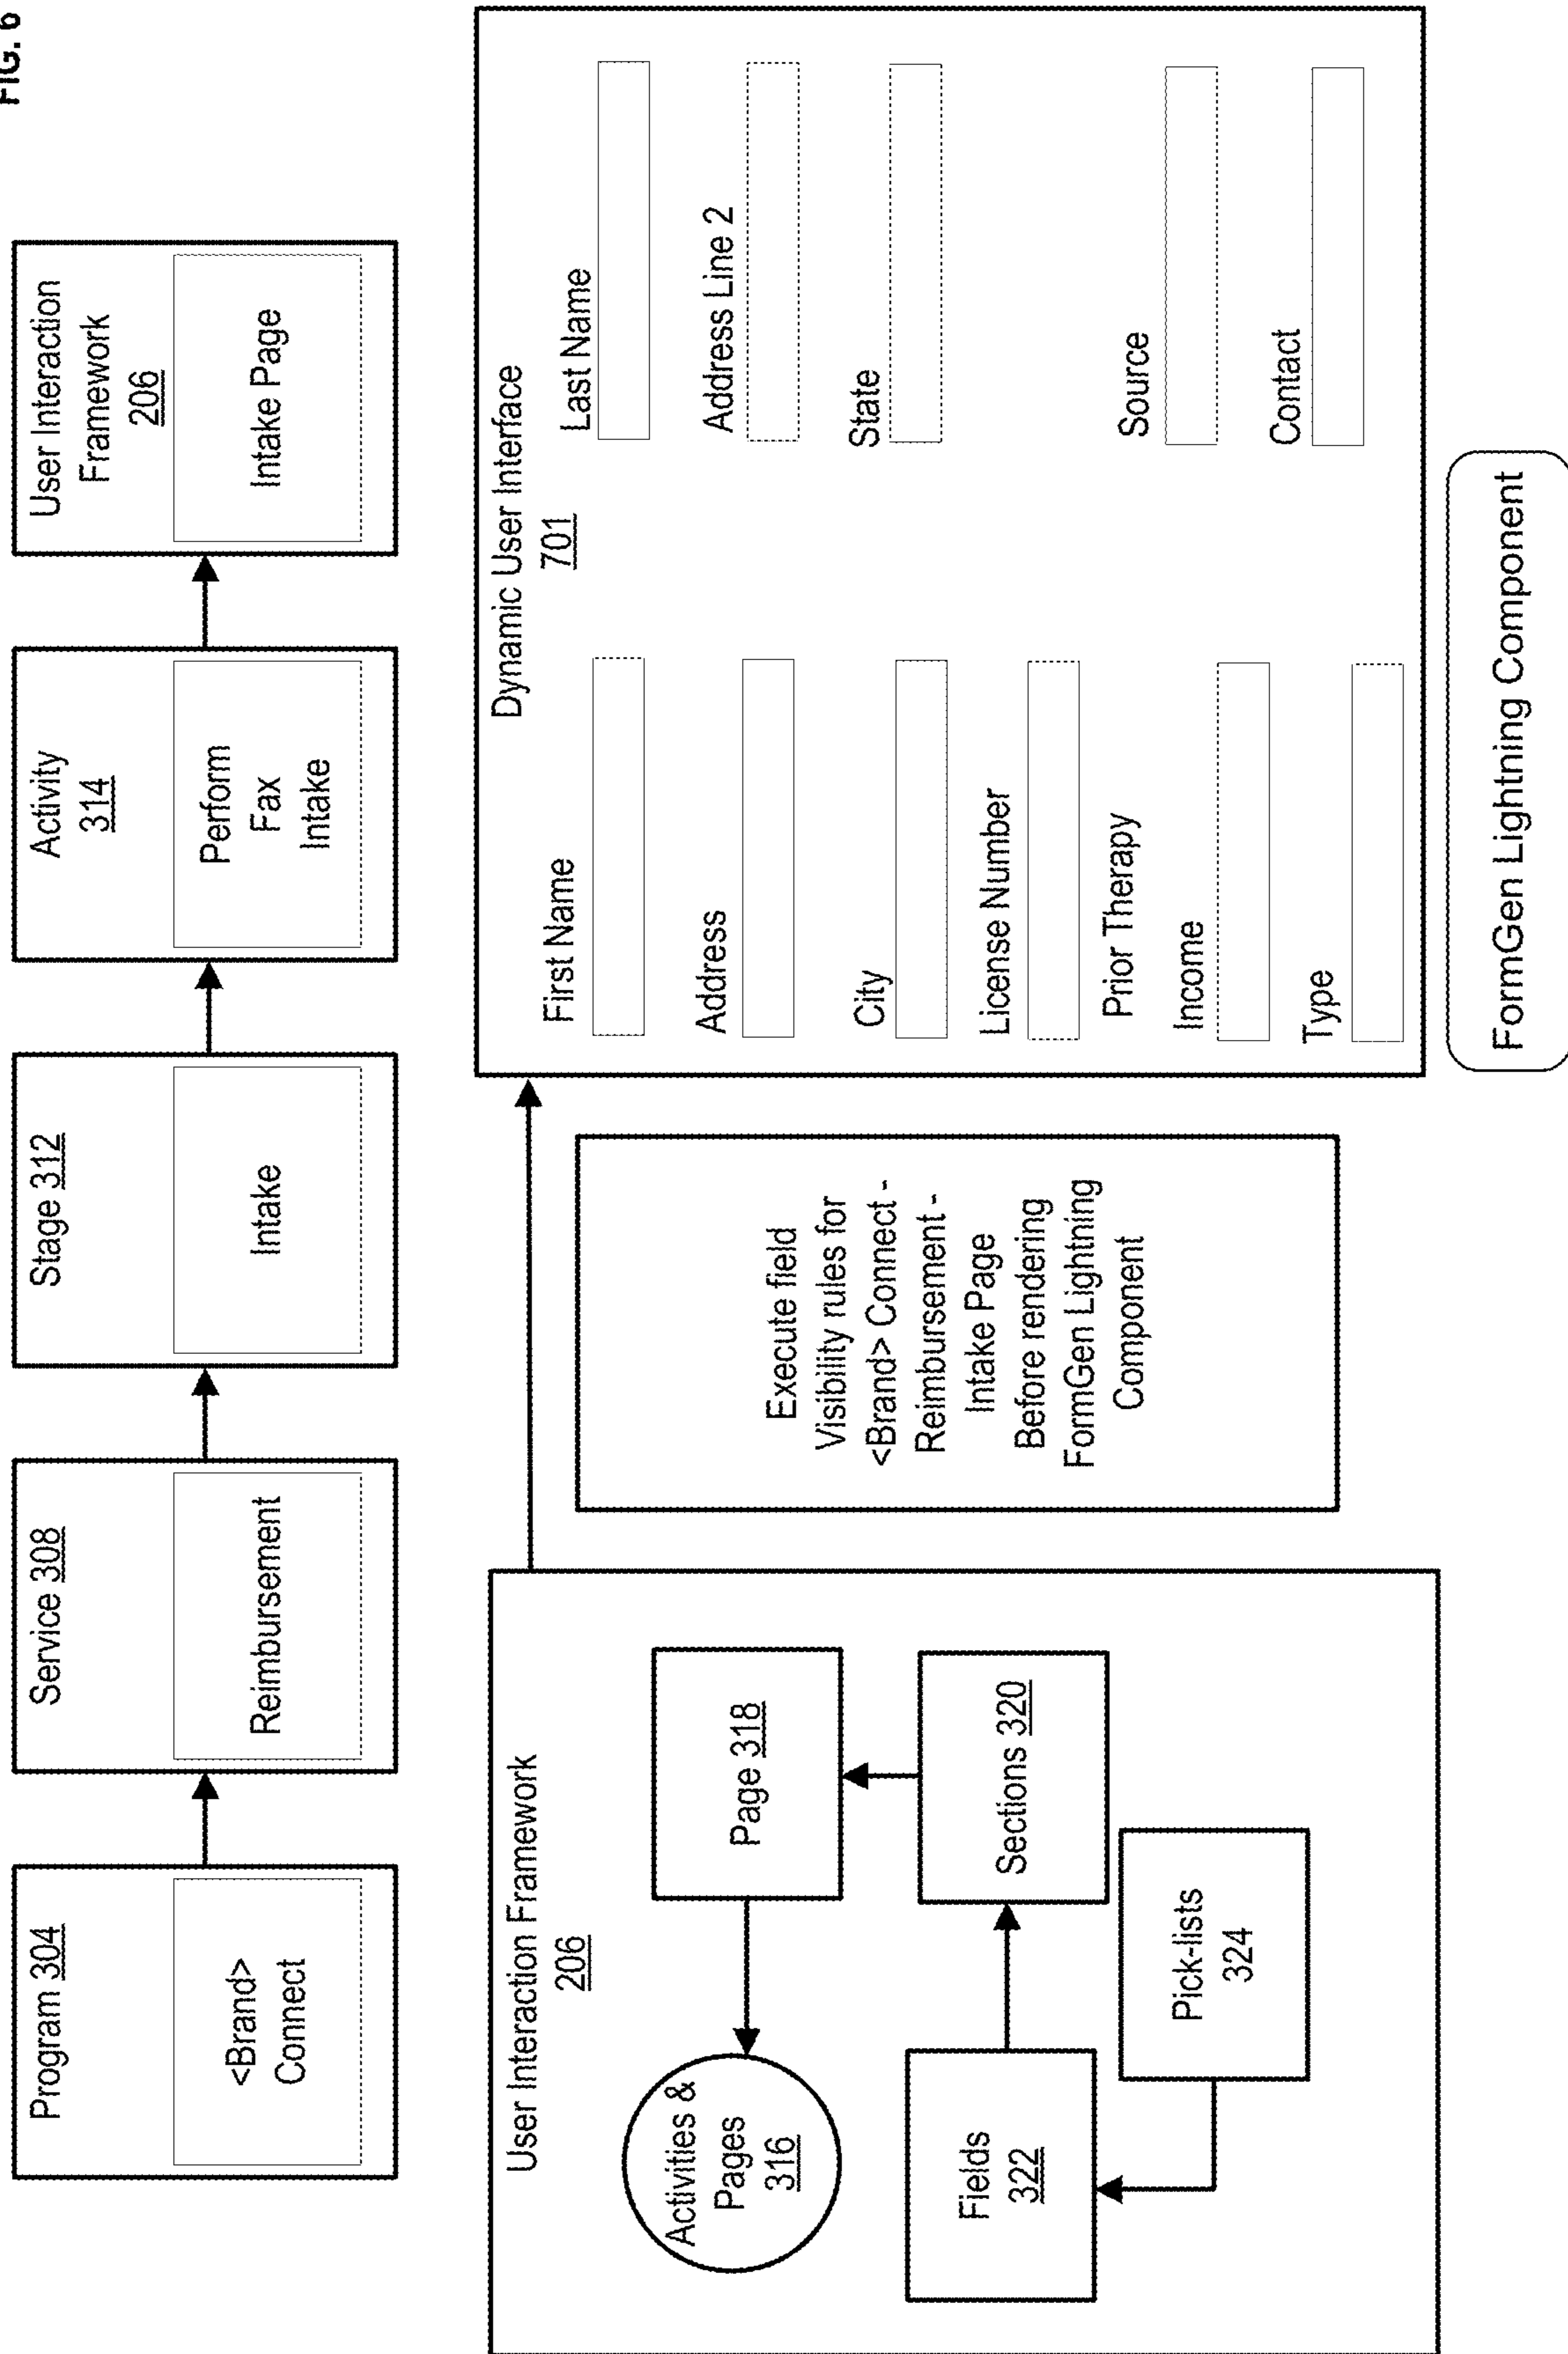 FIG. 6
Program 304
<Brand>
Connect
Service 308
Reimbursement
Stage 312
Intake
Activity
314
Perform
Fax
Intake
User Interaction
Framework
206
Intake Page
User Interaction Framework
206
Activities &
Pages
316
Page 318
Fields
322
Sections 320
Pick-lists
324
Execute field
Visibility rules for
<Brand> Connect -
Reimbursement -
Intake Page
Before rendering
FormGen Lightning
Component
Dynamic User Interface
701
First Name
Last Name
Address
Address Line 2
City
State
License Number
Prior Therapy
Income
Source
Type
Contact
FormGen Lightning Component